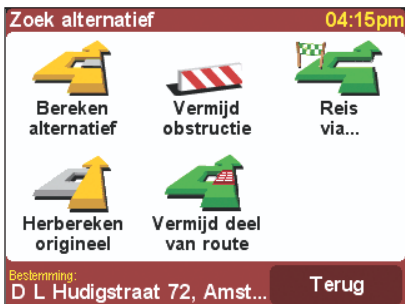 Zoek alternatief 04:15pm
Bereken
alternatief
Vermijd
obstructie
Reis
via...
Herbereken
origineel
Vermijd deel
van route
Bestemming:
D L Hudigstraat 72, Amst...
Terug